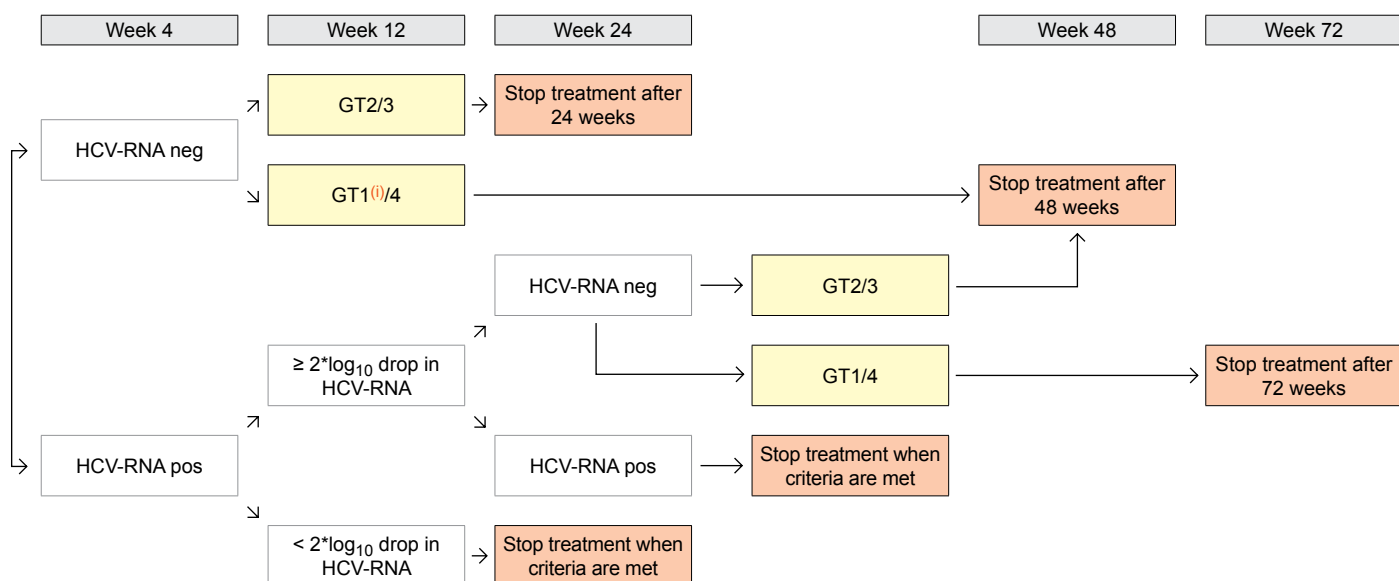 Week 4
Week 12
Week 24
Week 48
Week 72
GT2/3
Stop treatment after
24 weeks
HCV-RNA neg
GT1(i)/4
Stop treatment after
48 weeks
HCV-RNA neg
GT2/3
≥ 2*log10 drop in
HCV-RNA
GT1/4
Stop treatment after
72 weeks
HCV-RNA pos
HCV-RNA pos
Stop treatment when
criteria are met
< 2*log10 drop in
HCV-RNA
Stop treatment when
criteria are met